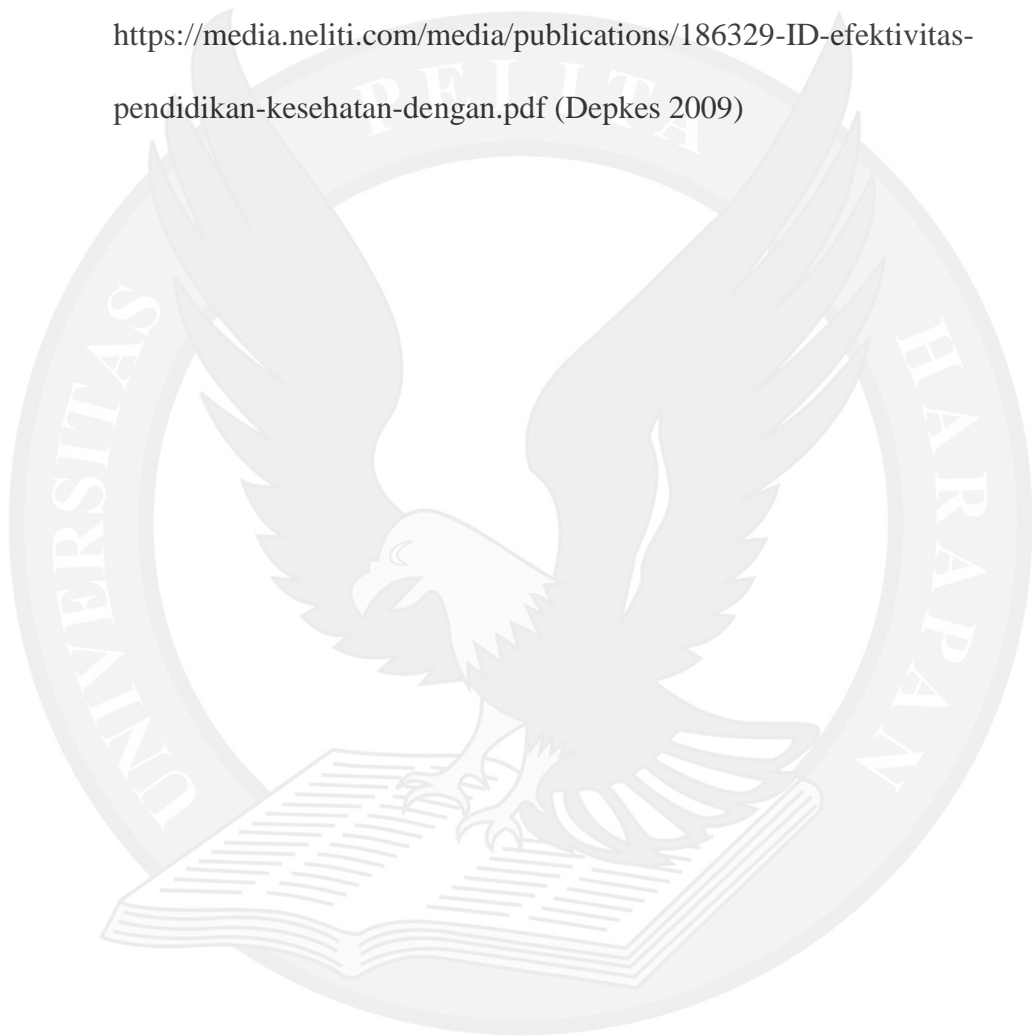 https://media.neliti.com/media/publications/186329-ID-efektivitas-
pendidikan-kesehatan-dengan.pdf (Depkes 2009)
UNIVERSITAS
PELITA
HARAPAN